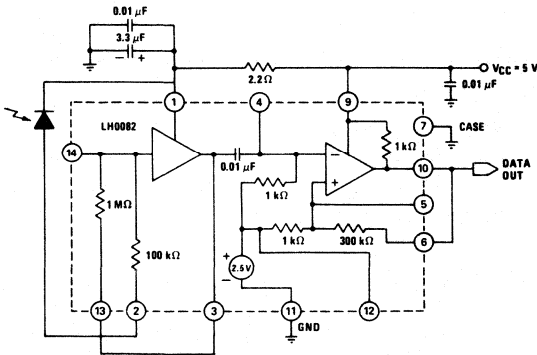 0.01 µF
3.3 µF
− +
2.2Ω
VCC = 5 V
0.01 µF
1
4
9
7
CASE
LH0082
14
1 kΩ
−
+
10
DATA
OUT
0.01 µF
1 kΩ
5
1 MΩ
1 kΩ
300 kΩ
6
100 kΩ
+
2.5V
−
13
2
3
11
GND
12